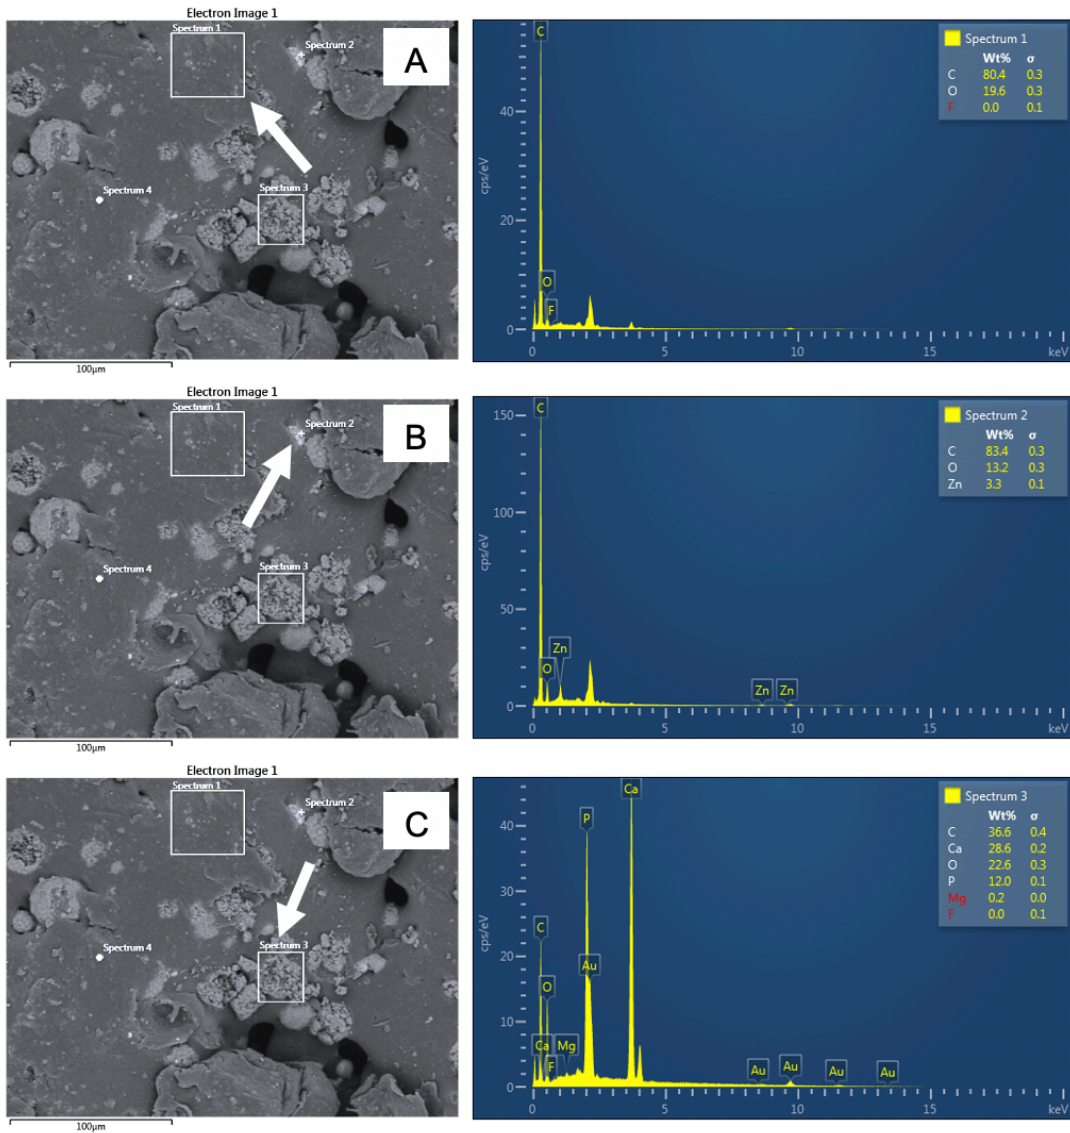 Electron Image 1
Spectrum 1
Spectrum 2
A
Spectrum 4
Spectrum 3
100µm
C
O
F
40
20
0
cps/eV
0
5
10
15
keV
Spectrum 1
Wt% σ
C 80.4 0.3
O 19.6 0.3
F 0.0 0.1
Electron Image 1
Spectrum 1
Spectrum 2
B
Spectrum 4
Spectrum 3
100µm
C
Zn
O
Zn Zn
150
100
50
0
cps/eV
0
5
10
15
keV
Spectrum 2
Wt% σ
C 83.4 0.3
O 13.2 0.3
Zn 3.3 0.1
Electron Image 1
Spectrum 1
Spectrum 2
C
Spectrum 4
Spectrum 3
100µm
Ca
P
C
Au
O
Ca Mg
F
Au Au Au Au
40
30
20
10
0
cps/eV
0
5
10
15
keV
Spectrum 3
Wt% σ
C 36.6 0.4
Ca 28.6 0.2
O 22.6 0.3
P 12.0 0.1
Mg 0.2 0.0
F 0.0 0.1